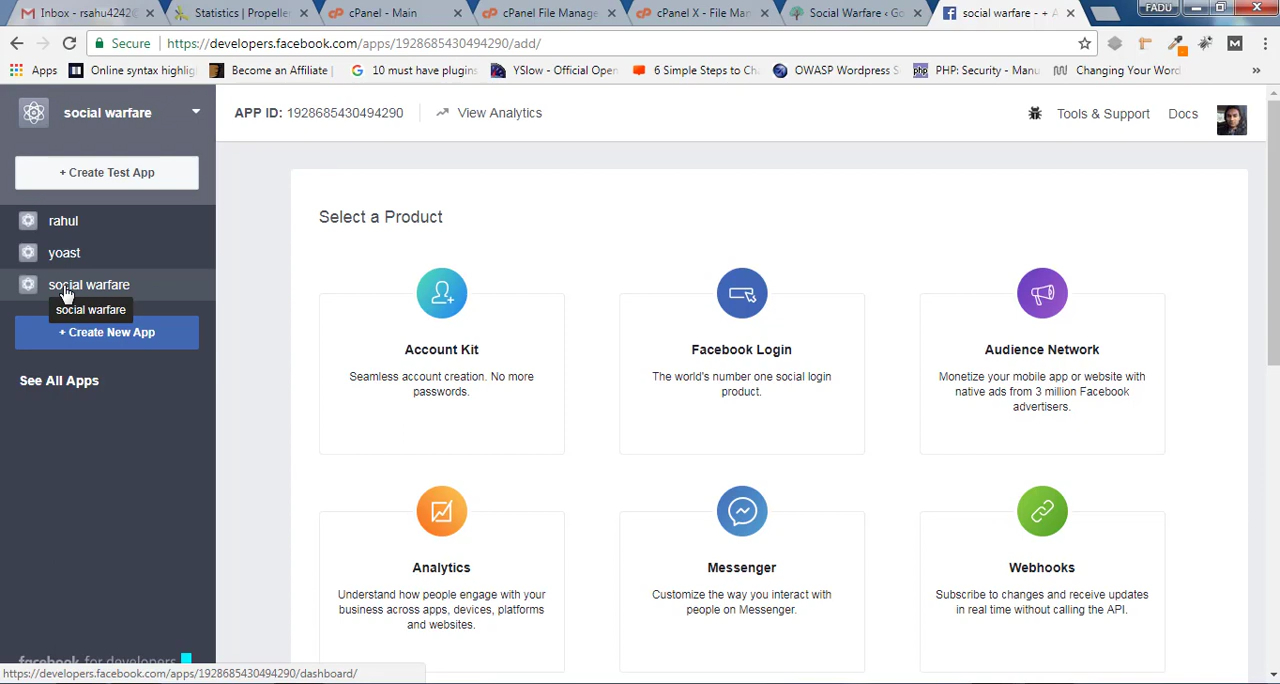 Inbox - rsahu4242@
Statistics | Propelle
cPanel - Main
cPanel File Manage
cPanel X - File Man
Social Warfare ‹ Go
social warfare - + A
FADU
Secure
https://developers.facebook.com/apps/1928685430494290/add/
Apps
Online syntax highlig
Become an Affiliate
10 must have plugins
YSlow - Official Open
6 Simple Steps to Ch
OWASP Wordpress S
PHP: Security - Manu
Changing Your Word
»
social warfare
APP ID: 1928685430494290
View Analytics
Tools & Support
Docs
+ Create Test App
rahul
yoast
social warfare
social warfare
+ Create New App
See All Apps
Select a Product
Account Kit
Seamless account creation. No more
passwords.
Facebook Login
The world's number one social login
product.
Audience Network
Monetize your mobile app or website with
native ads from 3 million Facebook
advertisers.
Analytics
Understand how people engage with your
business across apps, devices, platforms
and websites.
Messenger
Customize the way you interact with
people on Messenger.
Webhooks
Subscribe to changes and receive updates
in real time without calling the API.
facebook for developers
https://developers.facebook.com/apps/1928685430494290/dashboard/